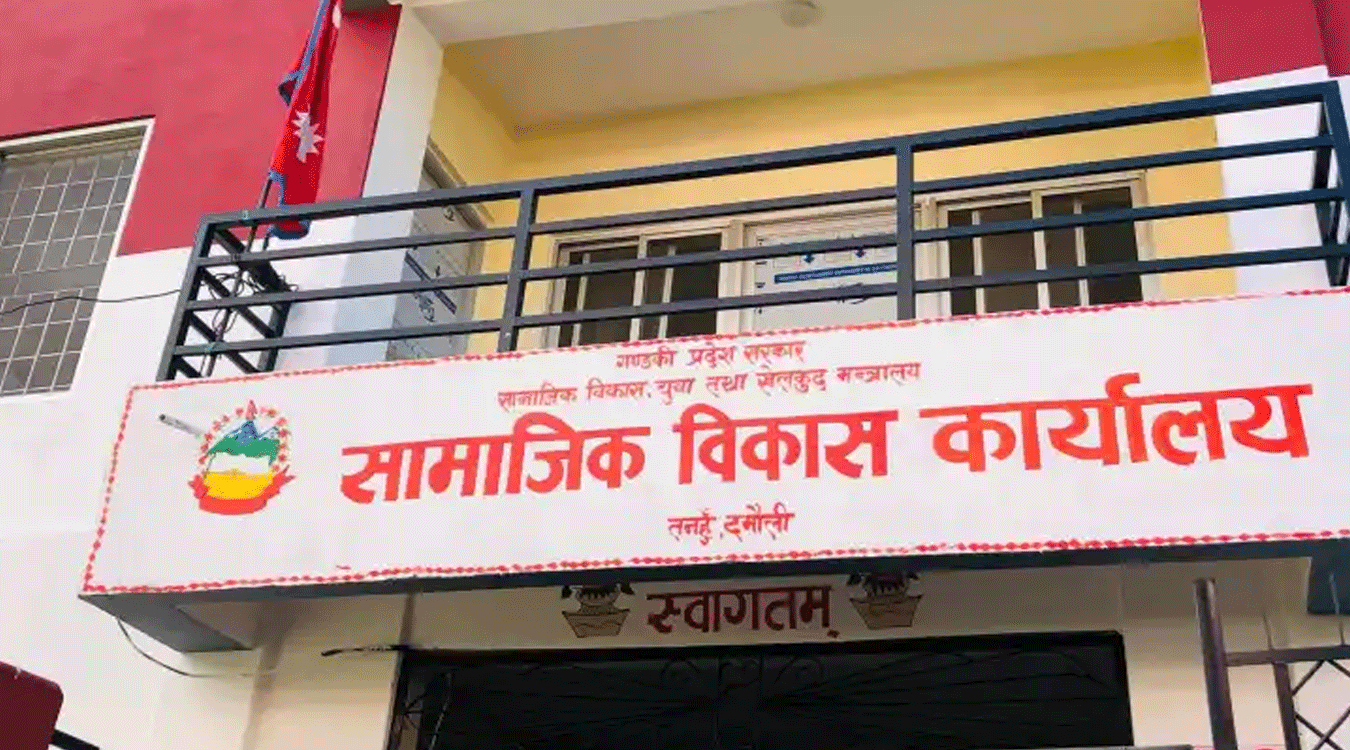 गण्डकी प्रदेश सरकार
सामाजिक विकास, युवा तथा खेलकुद मन्त्रालय
सामाजिक विकास कार्यालय
तनहुँ, दमौली
स्वागतम्